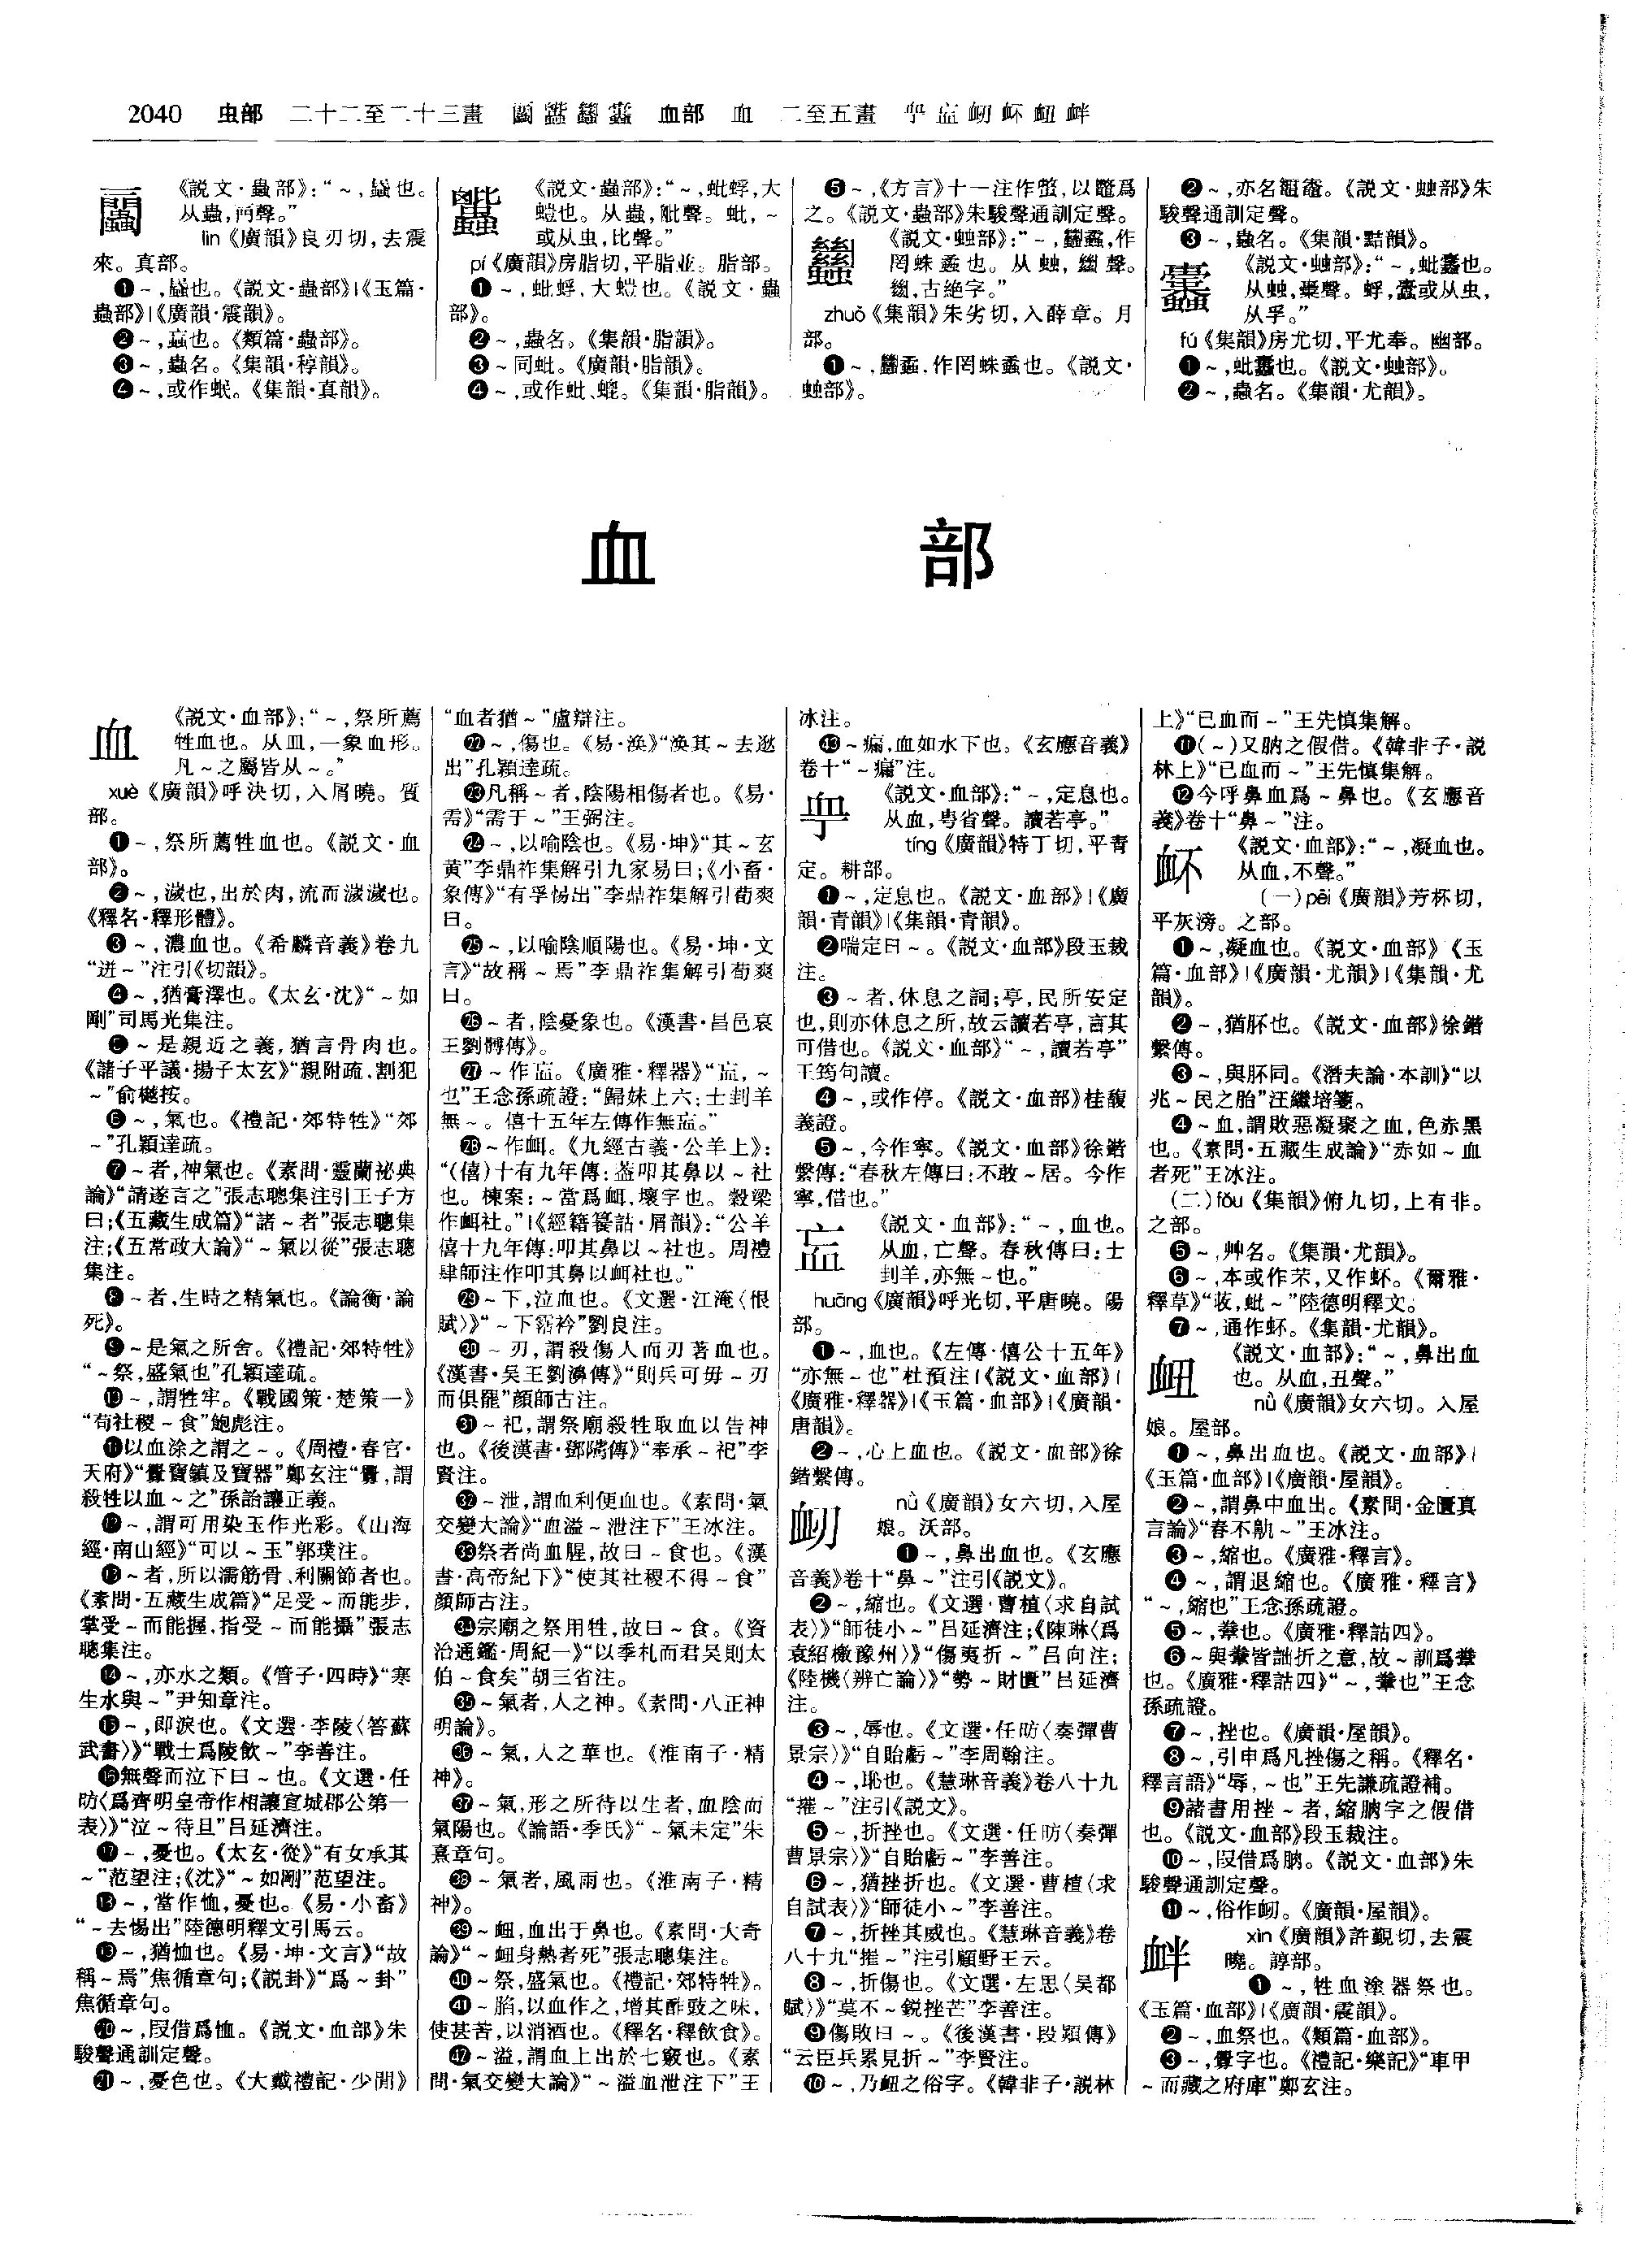 2040 虫部 二十二至二十三畫 閵 蠿 血部 血 二至五畫 甹 衁 衂 衃 衄 衅
《説文·蟲部》:“~,蟁也。
从蟲,門聲。”
lìn《廣韻》良刃切,去震
來。真部。
❶~,也。《説文·蟲部》|《玉篇·
蟲部》|《廣韻·震韻》。
❷~,蝱也。《類篇·蟲部》。
❸~,蟲名。《集韻·稕韻》。
❹~,或作蚊。《集韻·真韻》。
《説文·蟲部》:“~,蚍蜉,大
螘也。从蟲,聲。蚍,~
或从虫,比聲。”
pí《廣韻》房脂切,平脂並。脂部。
❶~,蚍蜉,大螘也。《説文·蟲
部》。
❷~,蟲名。《集韻·脂韻》。
❸~同蚍。《廣韻·脂韻》。
❹~,或作蚍、螕。《集韻·脂韻》。
❺~,《方言》十一注作䘃,以鼈爲
之。《説文·蟲部》朱駿聲通訓定聲。
蠿
《説文·䖵部》:“~,蠿蟊,作
罔蛛蟊也。从䖵,聲。
,古絶字。”
zhuō《集韻》朱劣切,入薛章。月
部。
❶~,蠿蟊,作罔蛛蟊也。《説文·
䖵部》。
❷~,亦名。《説文·䖵部》朱
駿聲通訓定聲。
❸~,蟲名。《集韻·黠韻》。
《説文·䖵部》:“~,蚍也。
从䖵,橐聲。蜉,或从虫,
从孚。”
fú《集韻》房尤切,平尤奉。幽部。
❶~,蚍也。《説文·䖵部》。
❷~,蟲名。《集韻·尤韻》。
血 部
血
《説文·血部》:“~,祭所薦
牲血也。从皿,一象血形。
凡~之屬皆从~。”
xuè《廣韻》呼決切,入屑曉。質
部。
❶~,祭所薦牲血也。《説文·血
部》。
❷~,濊也,出於肉,流而濊濊也。
《釋名·釋形體》。
❸~,濃血也。《希麟音義》卷九
“迸~”注引《切韻》。
❹~,猶膏澤也。《太玄·沈》“~如
剛”司馬光集注。
❺~是親近之義,猶言骨肉也。
《諸子平議·揚子太玄》“親附疏,割犯
~”俞樾按。
❻~,氣也。《禮記·郊特牲》“郊
~”孔穎達疏。
❼~者,神氣也。《素問·靈蘭祕典
論》“請遂言之”張志聰集注引王子方
曰;《五藏生成篇》“諸~者”張志聰集
注;《五常政大論》“~氣以從”張志聰
集注。
❽~者,生時之精氣也。《論衡·論
死》。
❾~是氣之所舍。《禮記·郊特牲》
“~祭,盛氣也”孔穎達疏。
❿~,謂牲牢。《戰國策·楚策一》
“有社稷~食”鮑彪注。
⓫以血涂之謂之~。《周禮·春官·
天府》“釁寶鎮及寶器”鄭玄注“釁,謂
殺牲以血~之”孫詒讓正義。
⓬~,謂可用染玉作光彩。《山海
經·南山經》“可以~玉”郭璞注。
⓭~者,所以濡筋骨、利關節者也。
《素問·五藏生成篇》“足受~而能步,
掌受~而能握,指受~而能攝”張志
聰集注。
⓮~,亦水之類。《管子·四時》“寒
生水與~”尹知章注。
⓯~,即淚也。《文選·李陵〈答蘇
武書〉》“戰士爲陵飲~”李善注。
⓰無聲而泣下曰~也。《文選·任
昉〈爲齊明皇帝作相讓宣城郡公第一
表〉》“泣~待旦”吕延濟注。
⓱~,憂也。《太玄·從》“有女承其
~”范望注;《沈》“~如剛”范望注。
⓲~,當作恤,憂也。《易·小畜》
“~去惕出”陸德明釋文引馬云。
⓳~,猶恤也。《易·坤·文言》“故
稱~焉”焦循章句;《説卦》“爲~卦”
焦循章句。
⓴~,叚借爲恤。《説文·血部》朱
駿聲通訓定聲。
㉑~,憂色也。《大戴禮記·少閒》
“血者猶~”盧辯注。
㉒~,傷也。《易·渙》“渙其~去逖
出”孔穎達疏。
㉓凡稱~者,陰陽相傷者也。《易·
需》“需于~”王弼注。
㉔~,以喻陰也。《易·坤》“其~玄
黄”李鼎祚集解引九家易曰;《小畜·
象傳》“有孚惕出”李鼎祚集解引荀爽
曰。
㉕~,以喻陰順陽也。《易·坤·文
言》“故稱~焉”李鼎祚集解引荀爽
曰。
㉖~者,陰憂象也。《漢書·昌邑哀
王劉髆傳》。
㉗~作衁。《廣雅·釋器》“衁,~
也”王念孫疏證:“歸妹上六:士刲羊
無~。僖十五年左傳作無衁。”
㉘~作衈。《九經古義·公羊上》:
“(僖)十有九年傳:蓋叩其鼻以~社
也。棟案:~當爲衈,壞字也。穀梁
作衈社。”|《經籍籑詁·屑韻》:“公羊
僖十九年傳:叩其鼻以~社也。周禮
肆師注作叩其鼻以衈社也。”
㉙~下,泣血也。《文選·江淹〈恨
賦〉》“~下霑衿”劉良注。
㉚~刃,謂殺傷人而刃著血也。
《漢書·吴王劉濞傳》“則兵可毋~刃
而俱罷”顔師古注。
㉛~祀,謂祭廟殺牲取血以告神
也。《後漢書·鄧隲傳》“奉承~祀”李
賢注。
㉜~泄,謂血利便血也。《素問·氣
交變大論》“血溢~泄注下”王冰注。
㉝祭者尚血腥,故曰~食也。《漢
書·高帝紀下》“使其社稷不得~食”
顔師古注。
㉞宗廟之祭用牲,故曰~食。《資
治通鑑·周紀一》“以季札而君吴則太
伯~食矣”胡三省注。
㉟~氣者,人之神。《素問·八正神
明論》。
㊱~氣,人之華也。《淮南子·精
神》。
㊲~氣,形之所待以生者,血陰而
氣陽也。《論語·季氏》“~氣未定”朱
熹章句。
㊳~氣者,風雨也。《淮南子·精
神》。
㊴~衄,血出于鼻也。《素問·大奇
論》“~衄身熱者死”張志聰集注。
㊵~祭,盛氣也。《禮記·郊特牲》。
㊶~䐄,以血作之,增其酢豉之味,
使甚苦,以消酒也。《釋名·釋飲食》。
㊷~溢,謂血上出於七竅也。《素
問·氣交變大論》“~溢血泄注下”王
冰注。
㊸~㿃,血如水下也。《玄應音義》
卷十“~㿃”注。
甹
《説文·血部》:“~,定息也。
从血,甹省聲。讀若亭。”
tíng《廣韻》特丁切,平青
定。耕部。
❶~,定息也。《説文·血部》|《廣
韻·青韻》|《集韻·青韻》。
❷喘定曰~。《説文·血部》段玉裁
注。
❸~者,休息之詞;亭,民所安定
也,則亦休息之所,故云讀若亭,言其
可借也。《説文·血部》“~,讀若亭”
王筠句讀。
❹~,或作停。《説文·血部》桂馥
義證。
❺~,今作寧。《説文·血部》徐鍇
繫傳:“春秋左傳曰:不敢~居。今作
寧,借也。”
衁
《説文·血部》:“~,血也。
从血,亡聲。春秋傳曰:士
刲羊,亦無~也。”
huāng《廣韻》呼光切,平唐曉。陽
部。
❶~,血也。《左傳·僖公十五年》
“亦無~也”杜預注|《説文·血部》|
《廣雅·釋器》|《玉篇·血部》|《廣韻·
唐韻》。
❷~,心上血也。《説文·血部》徐
鍇繫傳。
衂
nǜ《廣韻》女六切,入屋
娘。沃部。
❶~,鼻出血也。《玄應
音義》卷十“鼻~”注引《説文》。
❷~,縮也。《文選·曹植〈求自試
表〉》“師徒小~”吕延濟注;《陳琳〈爲
袁紹檄豫州〉》“傷夷折~”吕向注;
《陸機〈辨亡論〉》“勢~財匱”吕延濟
注。
❸~,辱也。《文選·任昉〈奏彈曹
景宗〉》“自貽虧~”李周翰注。
❹~,恥也。《慧琳音義》卷八十九
“摧~”注引《説文》。
❺~,折挫也。《文選·任昉〈奏彈
曹景宗〉》“自貽虧~”李善注。
❻~,猶挫折也。《文選·曹植〈求
自試表〉》“師徒小~”李善注。
❼~,折挫其威也。《慧琳音義》卷
八十九“摧~”注引顧野王云。
❽~,折傷也。《文選·左思〈吴都
賦〉》“莫不~鋭挫芒”李善注。
❾傷敗曰~。《後漢書·段熲傳》
“云臣兵累見折~”李賢注。
❿~,乃衄之俗字。《韓非子·説林
上》“已血而~”王先慎集解。
⓫(~)又朒之假借。《韓非子·説
林上》“已血而~”王先慎集解。
⓬今呼鼻血爲~鼻也。《玄應音
義》卷十“鼻~”注。
衃
《説文·血部》:“~,凝血也。
从血,不聲。”
(一)pēi《廣韻》芳杯切,
平灰滂。之部。
❶~,凝血也。《説文·血部》《玉
篇·血部》|《廣韻·尤韻》|《集韻·尤
韻》。
❷~,猶肧也。《説文·血部》徐鍇
繫傳。
❸~,與肧同。《潛夫論·本訓》“以
兆~民之胎”汪繼培箋。
❹~血,謂敗惡凝聚之血,色赤黑
也。《素問·五藏生成論》“赤如~血
者死”王冰注。
(二)fǒu《集韻》俯九切,上有非。
之部。
❺~,艸名。《集韻·尤韻》。
❻~,本或作芣,又作蚍。《爾雅·
釋草》“荍,蚍~”陸德明釋文。
❼~,通作䘕。《集韻·尤韻》。
衄
《説文·血部》:“~,鼻出血
也。从血,丑聲。”
nǜ《廣韻》女六切。入屋
娘。屋部。
❶~,鼻出血也。《説文·血部》|
《玉篇·血部》|《廣韻·屋韻》。
❷~,謂鼻中血出。《素問·金匱真
言論》“春不鼽~”王冰注。
❸~,縮也。《廣雅·釋言》。
❹~,謂退縮也。《廣雅·釋言》
“~,縮也”王念孫疏證。
❺~,也。《廣雅·釋詁四》。
❻~與皆詘折之意,故~訓爲
也。《廣雅·釋詁四》“~,也”王念
孫疏證。
❼~,挫也。《廣韻·屋韻》。
❽~,引申爲凡挫傷之稱。《釋名·
釋言語》“辱,~也”王先謙疏證補。
❾諸書用挫~者,縮朒字之假借
也。《説文·血部》段玉裁注。
❿~,叚借爲朒。《説文·血部》朱
駿聲通訓定聲。
⓫~,俗作衂。《廣韻·屋韻》。
衅
xìn《廣韻》許覲切,去震
曉。諄部。
❶~,牲血塗器祭也。
《玉篇·血部》|《廣韻·震韻》。
❷~,血祭也。《類篇·血部》。
❸~,釁字也。《禮記·樂記》“車甲
~而藏之府庫”鄭玄注。